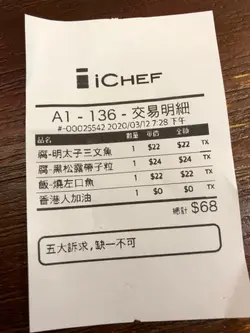 iCHEF
A1 - 136 - 交易明細
#-00025542 2020/03/12 7:28 下午
品名 數量 單價 金額
腐-明太子三文魚 1 $22 $22 TX
腐-黑松露帶子粒 1 $24 $24 TX
飯-燒左口魚 1 $22 $22 TX
香港人加油 1 $0 $0 TX
總計 $68
五大訴求,缺一不可